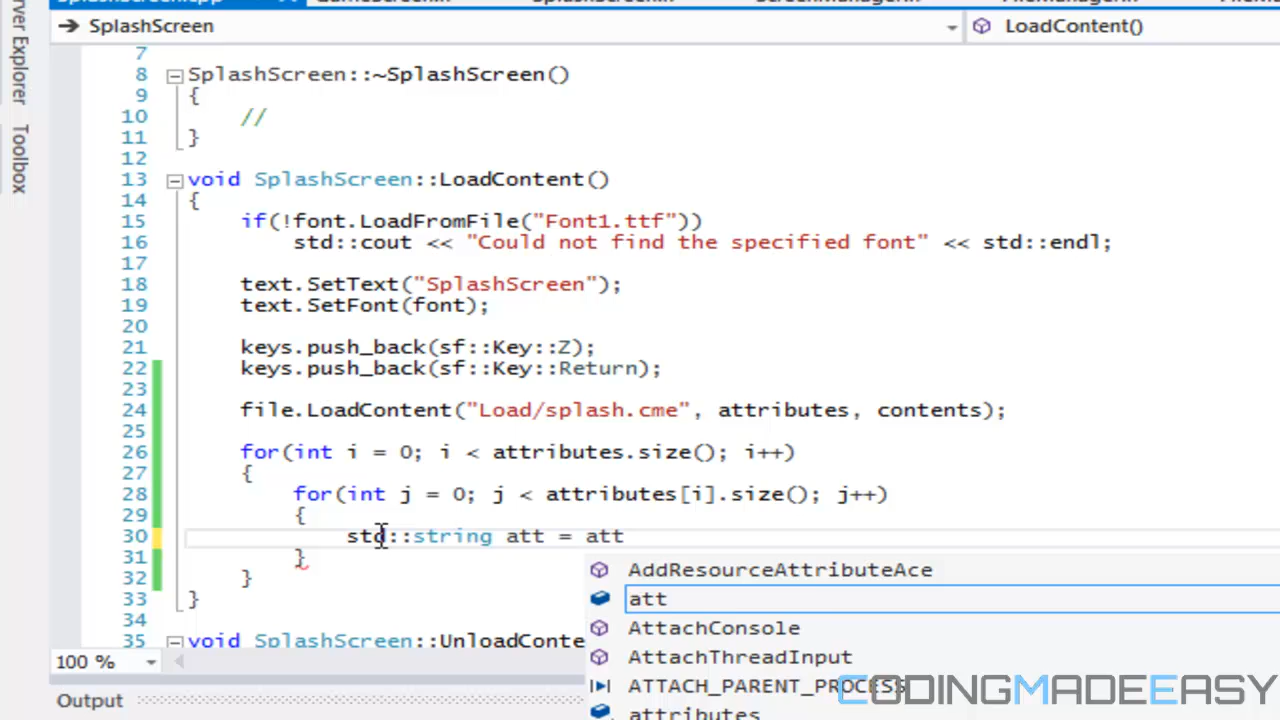 SplashScreen
LoadContent()
Server Explorer
Toolbox
7
8 SplashScreen::~SplashScreen()
9 {
10 //
11 }
12
13 void SplashScreen::LoadContent()
14 {
15 if(!font.LoadFromFile("Font1.ttf"))
16 std::cout << "Could not find the specified font" << std::endl;
17
18 text.SetText("SplashScreen");
19 text.SetFont(font);
20
21 keys.push_back(sf::Key::Z);
22 keys.push_back(sf::Key::Return);
23
24 file.LoadContent("Load/splash.cme", attributes, contents);
25
26 for(int i = 0; i < attributes.size(); i++)
27 {
28 for(int j = 0; j < attributes[i].size(); j++)
29 {
30 std::string att = att
31 }
32 }
33 }
34
35 void SplashScreen::UnloadConte
AddResourceAttributeAce
att
AttachConsole
AttachThreadInput
ATTACH_PARENT_PROCESS
attributes
100 %
Output
CODINGMADEEASY